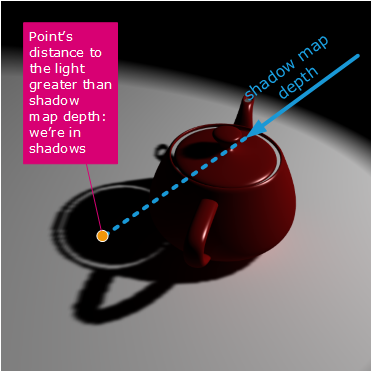 Point's
distance to
the light
greater than
shadow
map depth:
we're in
shadows
shadow map
depth